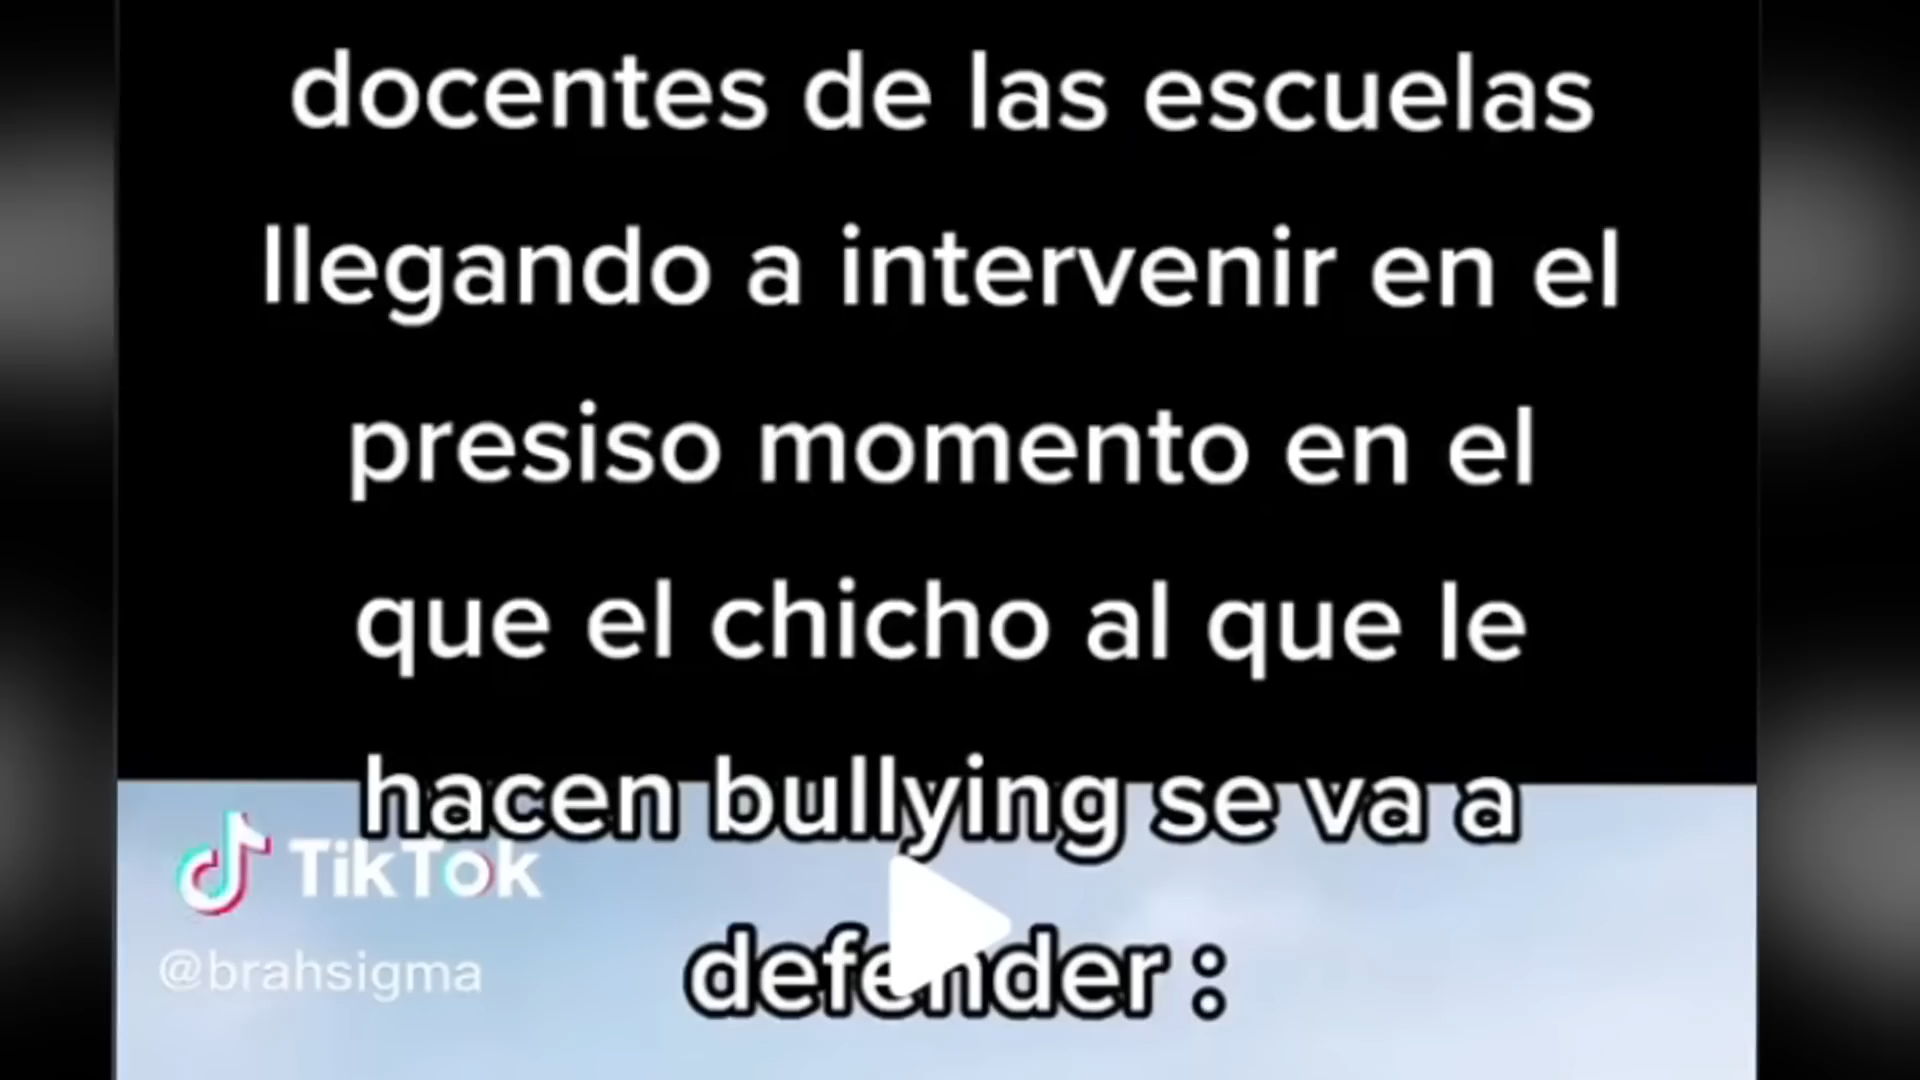 docentes de las escuelas
llegando a intervenir en el
presiso momento en el
que el chicho al que le
hacen bullying se va a
defender :
TikTok
@brahsigma